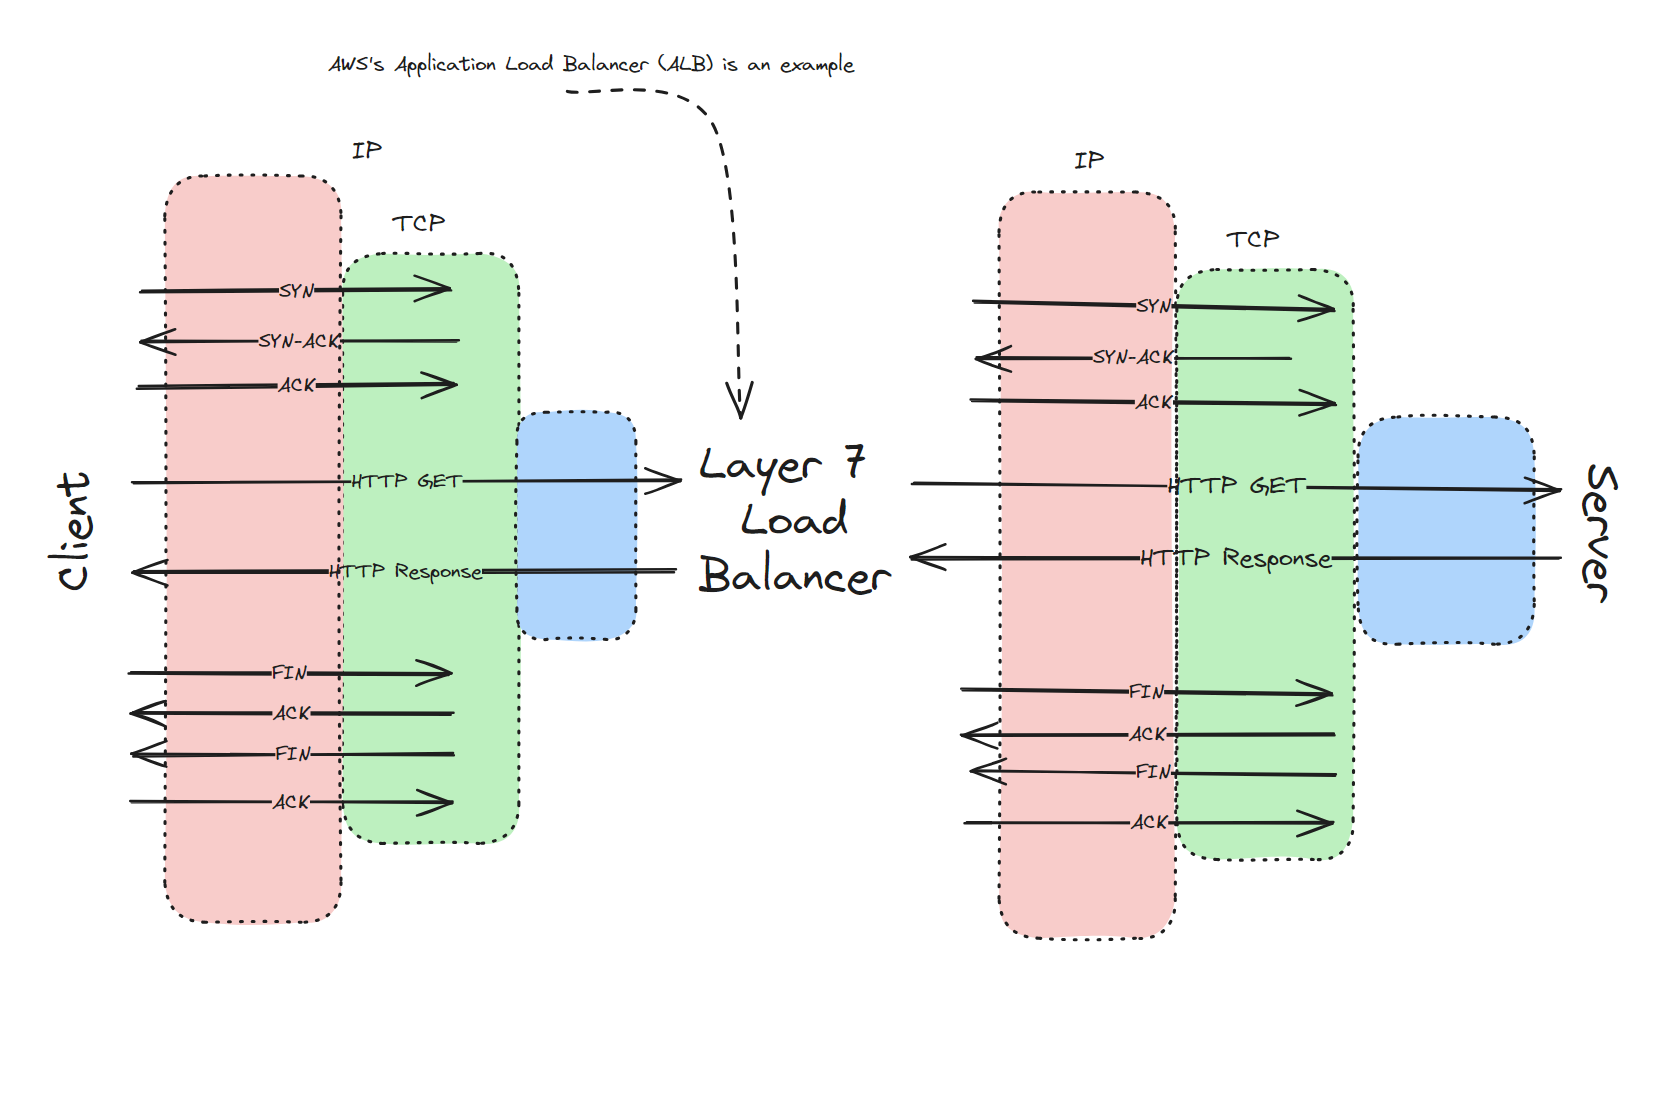 AWS's Application Load Balancer (ALB) is an example
IP
TCP
SYN
SYN-ACK
ACK
HTTP GET
HTTP Response
FIN
ACK
FIN
ACK
Client
Layer 7
Load
Balancer
IP
TCP
SYN
SYN-ACK
ACK
HTTP GET
HTTP Response
FIN
ACK
FIN
ACK
Server